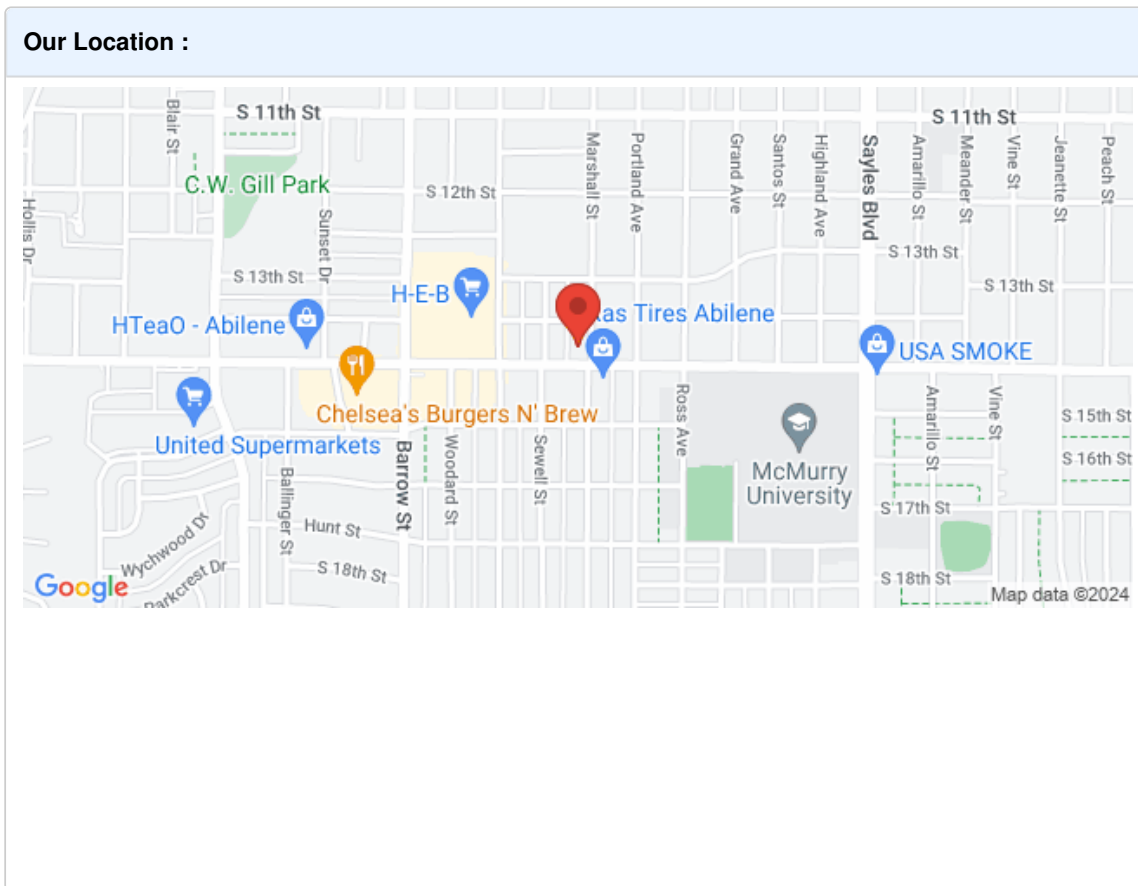 Our Location :
S 11th St
S 11th St
Blair St
C.W. Gill Park
S 12th St
Marshall St
Portland Ave
Grand Ave
Santos St
Highland Ave
Sayles Blvd
Amarillo St
Meander St
Vine St
Jeanette St
Peach St
Hollis Dr
Sunset Dr
S 13th St
S 13th St
S 13th St
H-E-B
HTeaO - Abilene
Tires Abilene
USA SMOKE
Chelsea's Burgers N' Brew
United Supermarkets
Ross Ave
Amarillo St
Vine St
S 15th St
Barrow St
Woodard St
Sewell St
McMurry
University
S 16th St
Ballinger St
S 17th St
Wychwood Dr
Hunt St
S 18th St
S 18th St
Parkcrest Dr
Google
Map data ©2024